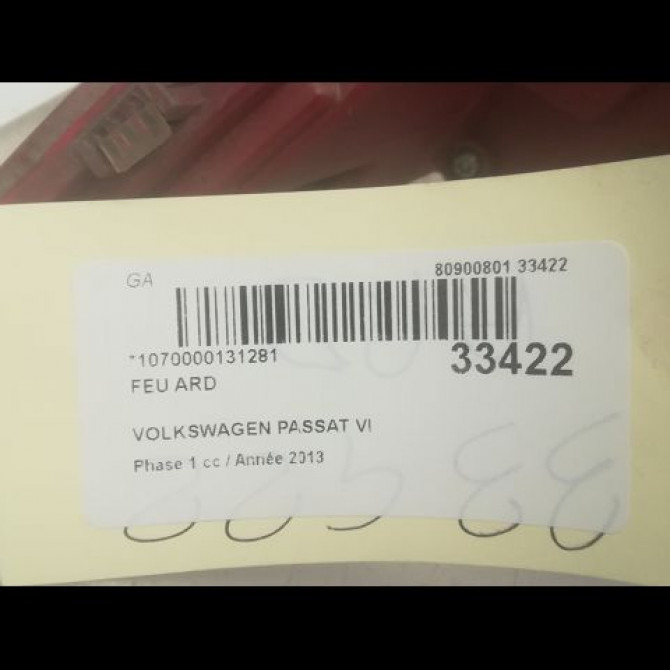 GA 80900801 33422
*1070000131281 33422
FEU ARD
VOLKSWAGEN PASSAT VI
Phase 1 cc / Année 2013